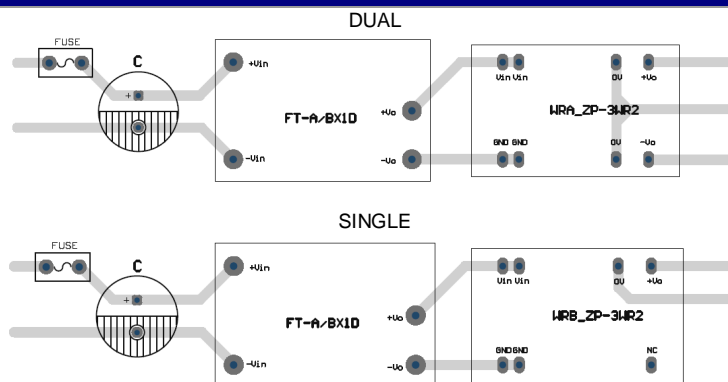 DUAL
FUSE
C
+
+Vin
-Vin
FT-A/BX1D
+Vo
-Vo
Vin Vin
0V
+Vo
WRA_ZP-3WR2
GND GND
0V
-Vo
SINGLE
FUSE
C
+
+Vin
-Vin
FT-A/BX1D
+Vo
-Vo
Vin Vin
0V
+Vo
WRB_ZP-3WR2
GND GND
NC